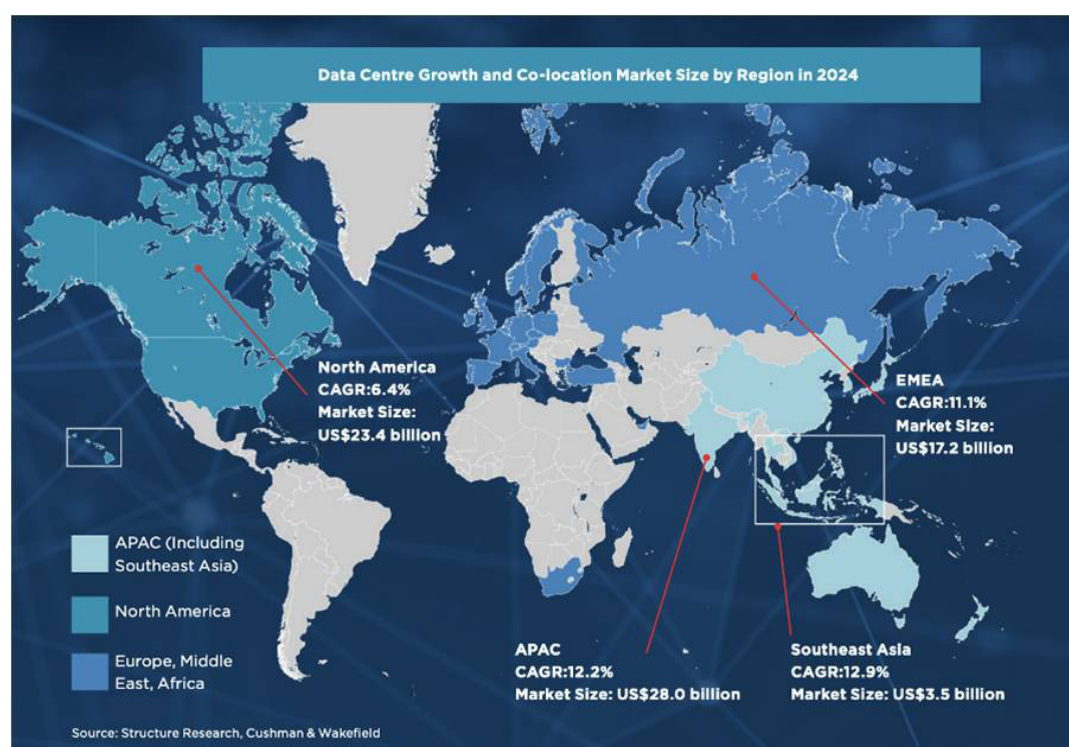 Data Centre Growth and Co-location Market Size by Region in 2024
North America
CAGR:6.4%
Market Size:
US$23.4 billion
EMEA
CAGR:11.1%
Market Size:
US$17.2 billion
APAC (Including
Southeast Asia)
North America
Europe, Middle
East, Africa
APAC
CAGR:12.2%
Market Size: US$28.0 billion
Southeast Asia
CAGR:12.9%
Market Size: US$3.5 billion
Source: Structure Research, Cushman & Wakefield